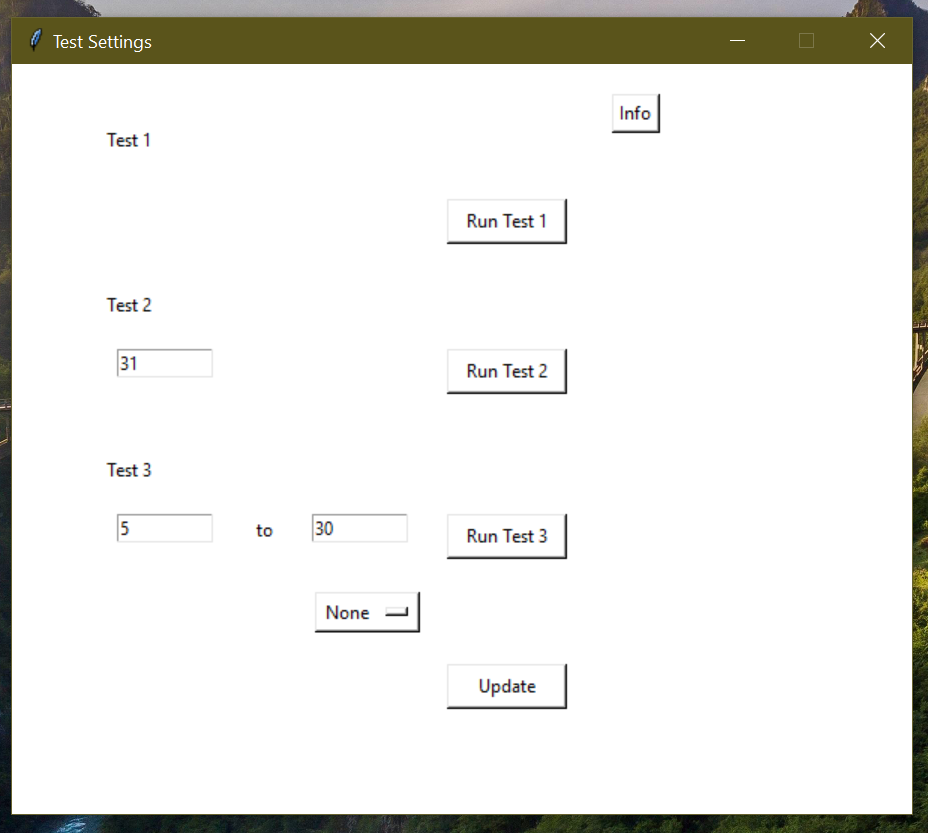 Test Settings
Info
Test 1
Run Test 1
Test 2
31
Run Test 2
Test 3
5 to 30 Run Test 3
None
Update